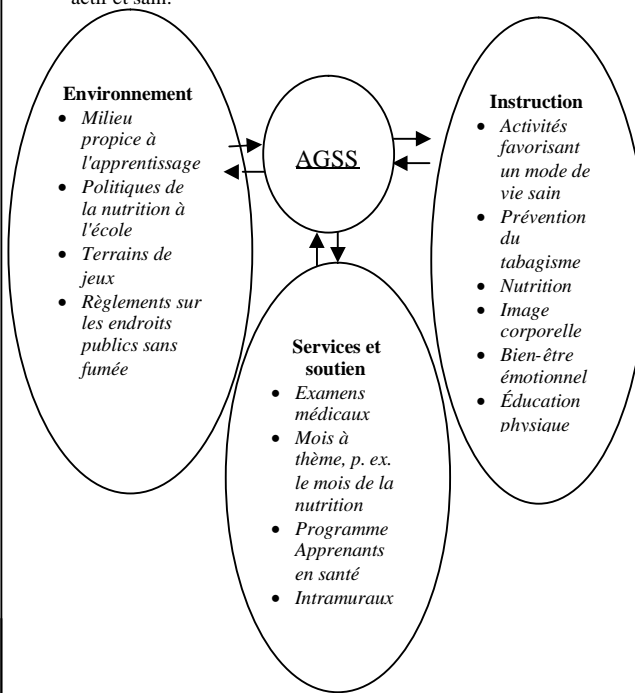 actif et sain.
Environnement
• Milieu
propice à
l'apprentissage
• Politiques de
la nutrition à
l'école
• Terrains de
jeux
• Règlements sur
les endroits
publics sans
fumée
AGSS
Instruction
• Activités
favorisant
un mode de
vie sain
• Prévention
du
tabagisme
• Nutrition
• Image
corporelle
• Bien-être
émotionnel
• Éducation
physique
Services et
soutien
• Examens
médicaux
• Mois à
thème, p. ex.
le mois de la
nutrition
• Programme
Apprenants
en santé
• Intramuraux